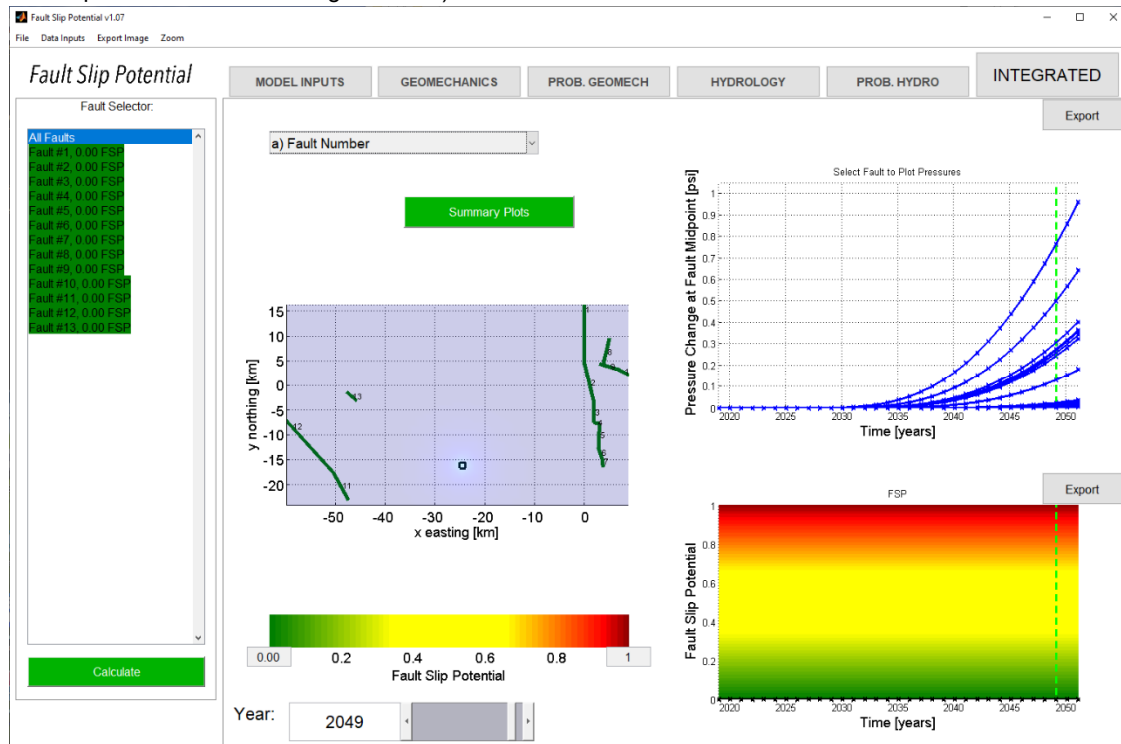 Fault Slip Potential v1.07
File Data Inputs Export Image Zoom
Fault Slip Potential
MODEL INPUTS
GEOMECHANICS
PROB. GEOMECH
HYDROLOGY
PROB. HYDRO
INTEGRATED
Fault Selector:
All Faults
Fault #1, 0.00 FSP
Fault #2, 0.00 FSP
Fault #3, 0.00 FSP
Fault #4, 0.00 FSP
Fault #5, 0.00 FSP
Fault #6, 0.00 FSP
Fault #7, 0.00 FSP
Fault #8, 0.00 FSP
Fault #9, 0.00 FSP
Fault #10, 0.00 FSP
Fault #11, 0.00 FSP
Fault #12, 0.00 FSP
Fault #13, 0.00 FSP
Calculate
a) Fault Number
Summary Plots
15
10
5
0
-5
-10
-15
-20
y northing [km]
-50 -40 -30 -20 -10 0
x easting [km]
12
11
13
2
3
5
6
0.00 0.2 0.4 0.6 0.8 1
Fault Slip Potential
Year: 2049
Export
Select Fault to Plot Pressures
Pressure Change at Fault Midpoint [psi]
1
0.9
0.8
0.7
0.6
0.5
0.4
0.3
0.2
0.1
0
2020 2025 2030 2035 2040 2045 2050
Time [years]
Export
FSP
Fault Slip Potential
1
0.8
0.6
0.4
0.2
0
2020 2025 2030 2035 2040 2045 2050
Time [years]